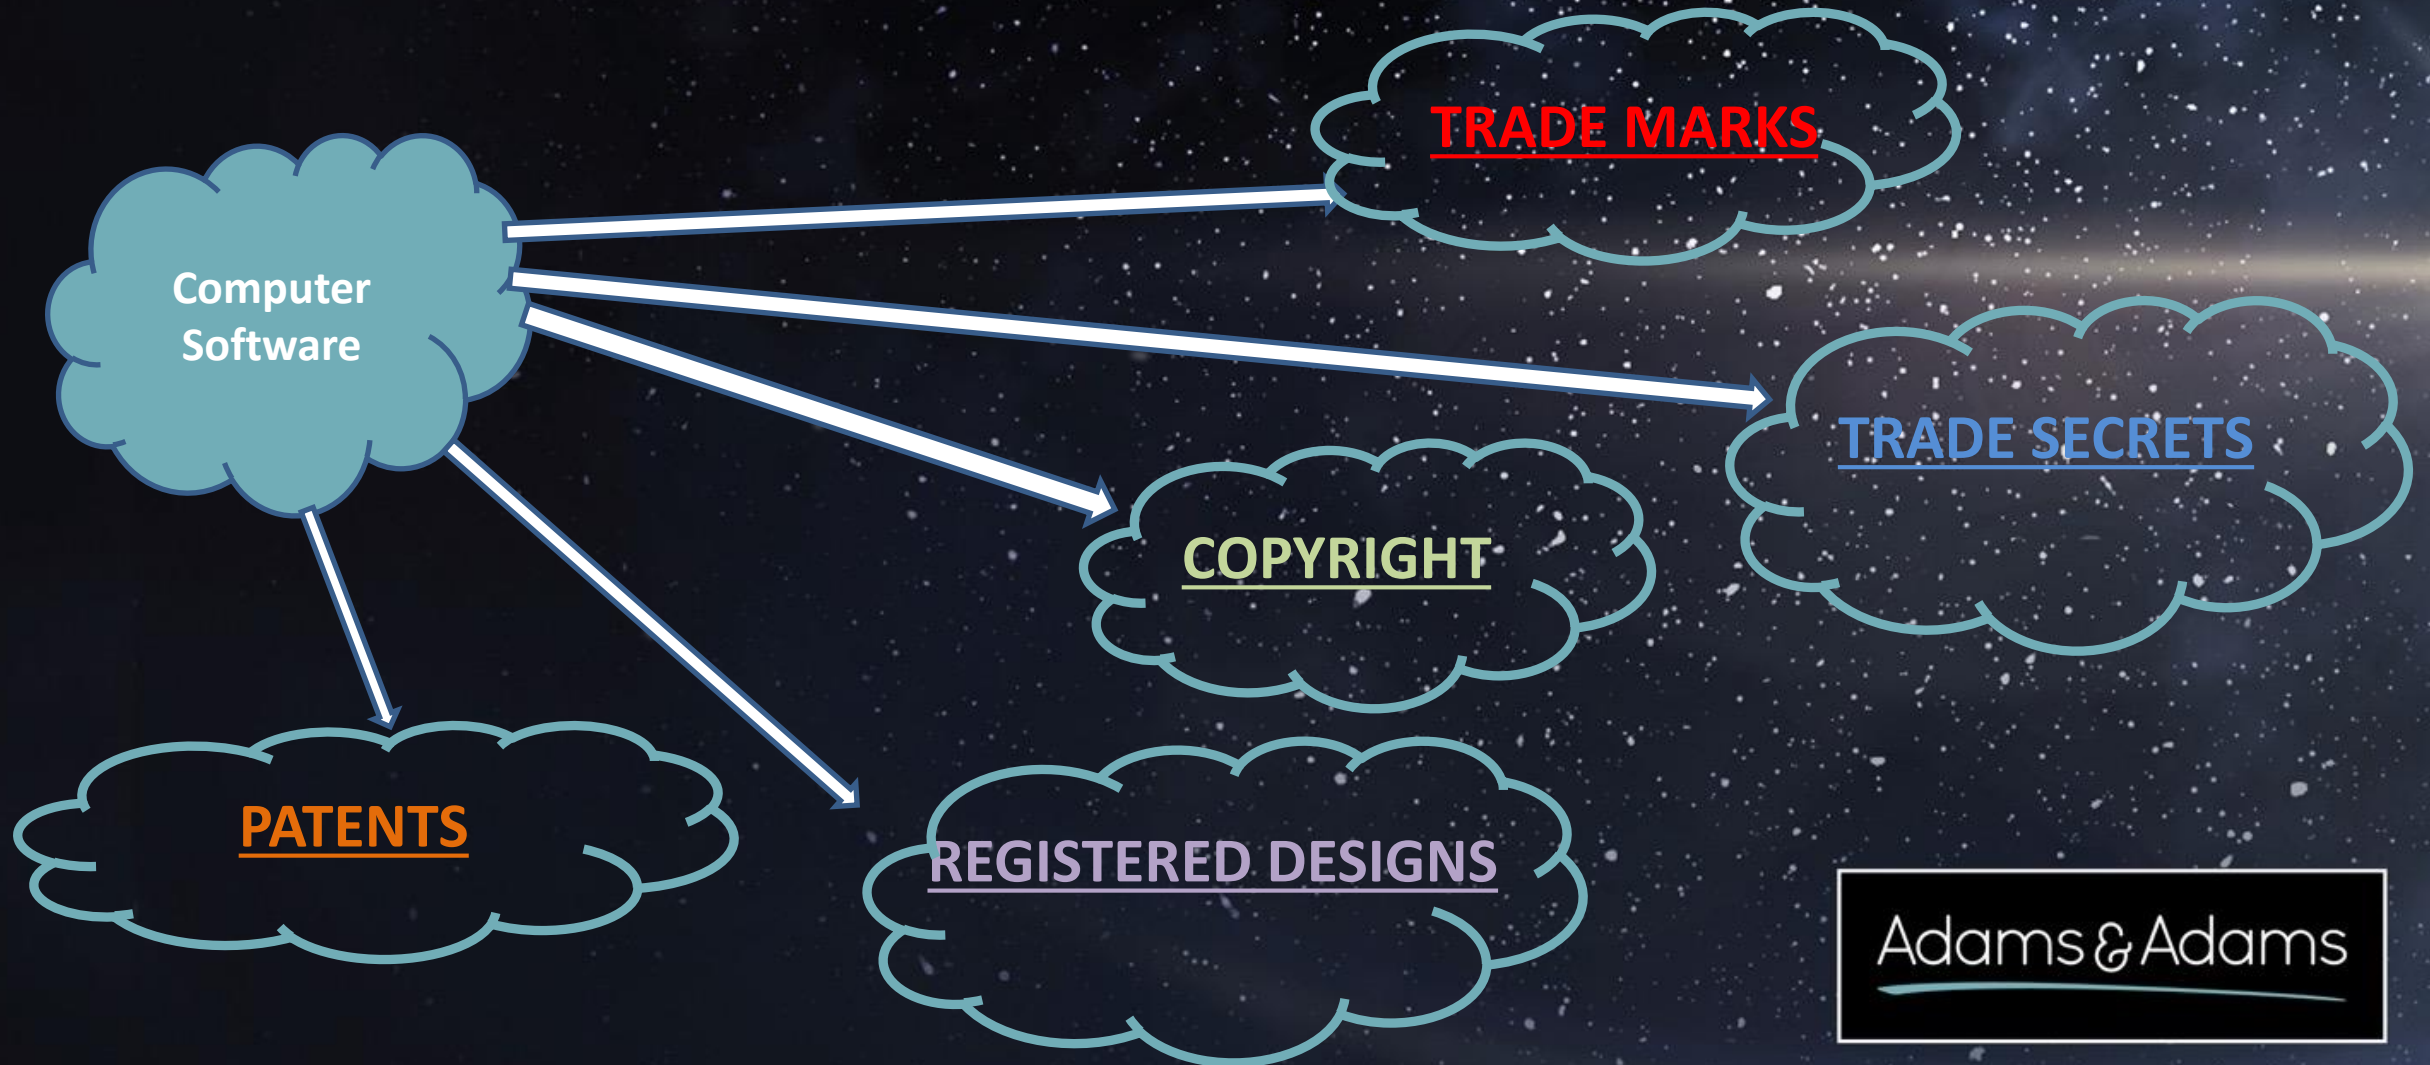 Computer
Software
TRADE MARKS
TRADE SECRETS
COPYRIGHT
PATENTS
REGISTERED DESIGNS
Adams & Adams